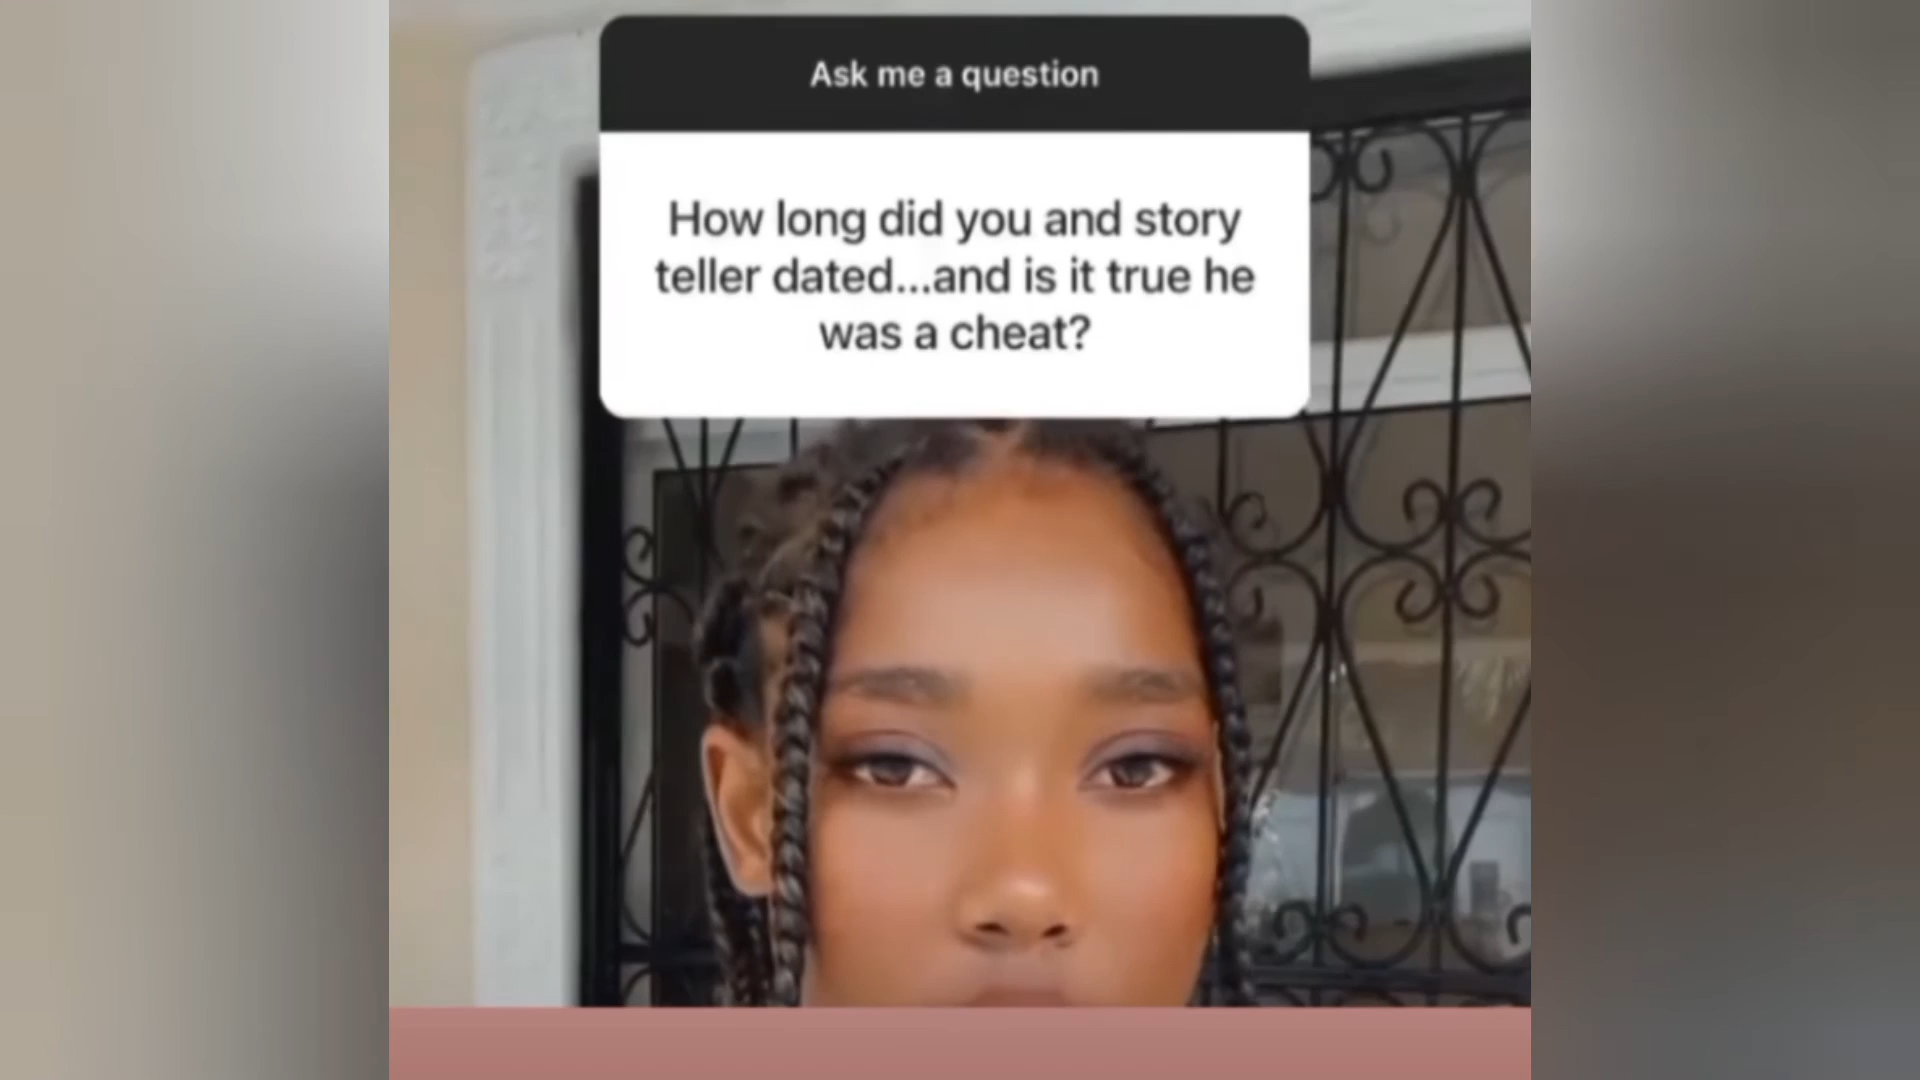 Ask me a question
How long did you and story
teller dated...and is it true he
was a cheat?